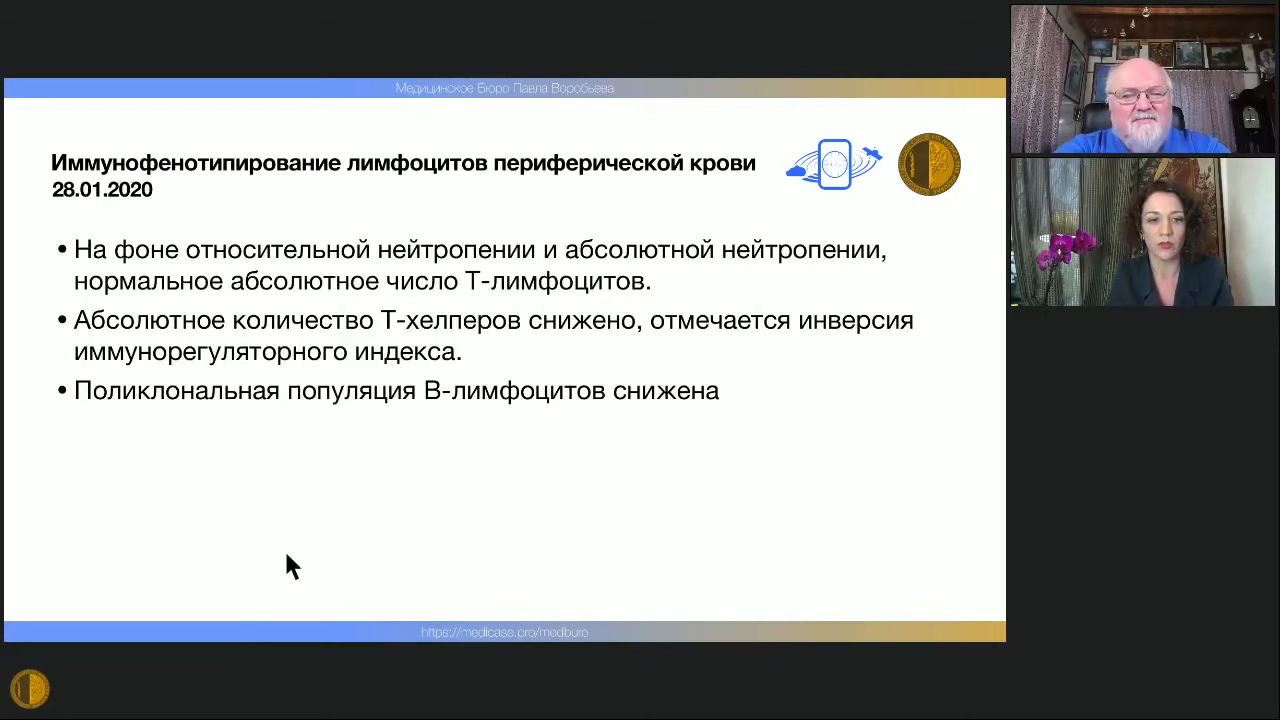 Медицинское Бюро Павла Воробьева
Иммунофенотипирование лимфоцитов периферической крови
28.01.2020
• На фоне относительной нейтропении и абсолютной нейтропении,
нормальное абсолютное число Т-лимфоцитов.
• Абсолютное количество Т-хелперов снижено, отмечается инверсия
иммунорегуляторного индекса.
• Поликлональная популяция В-лимфоцитов снижена
https://medicase.pro/medburo